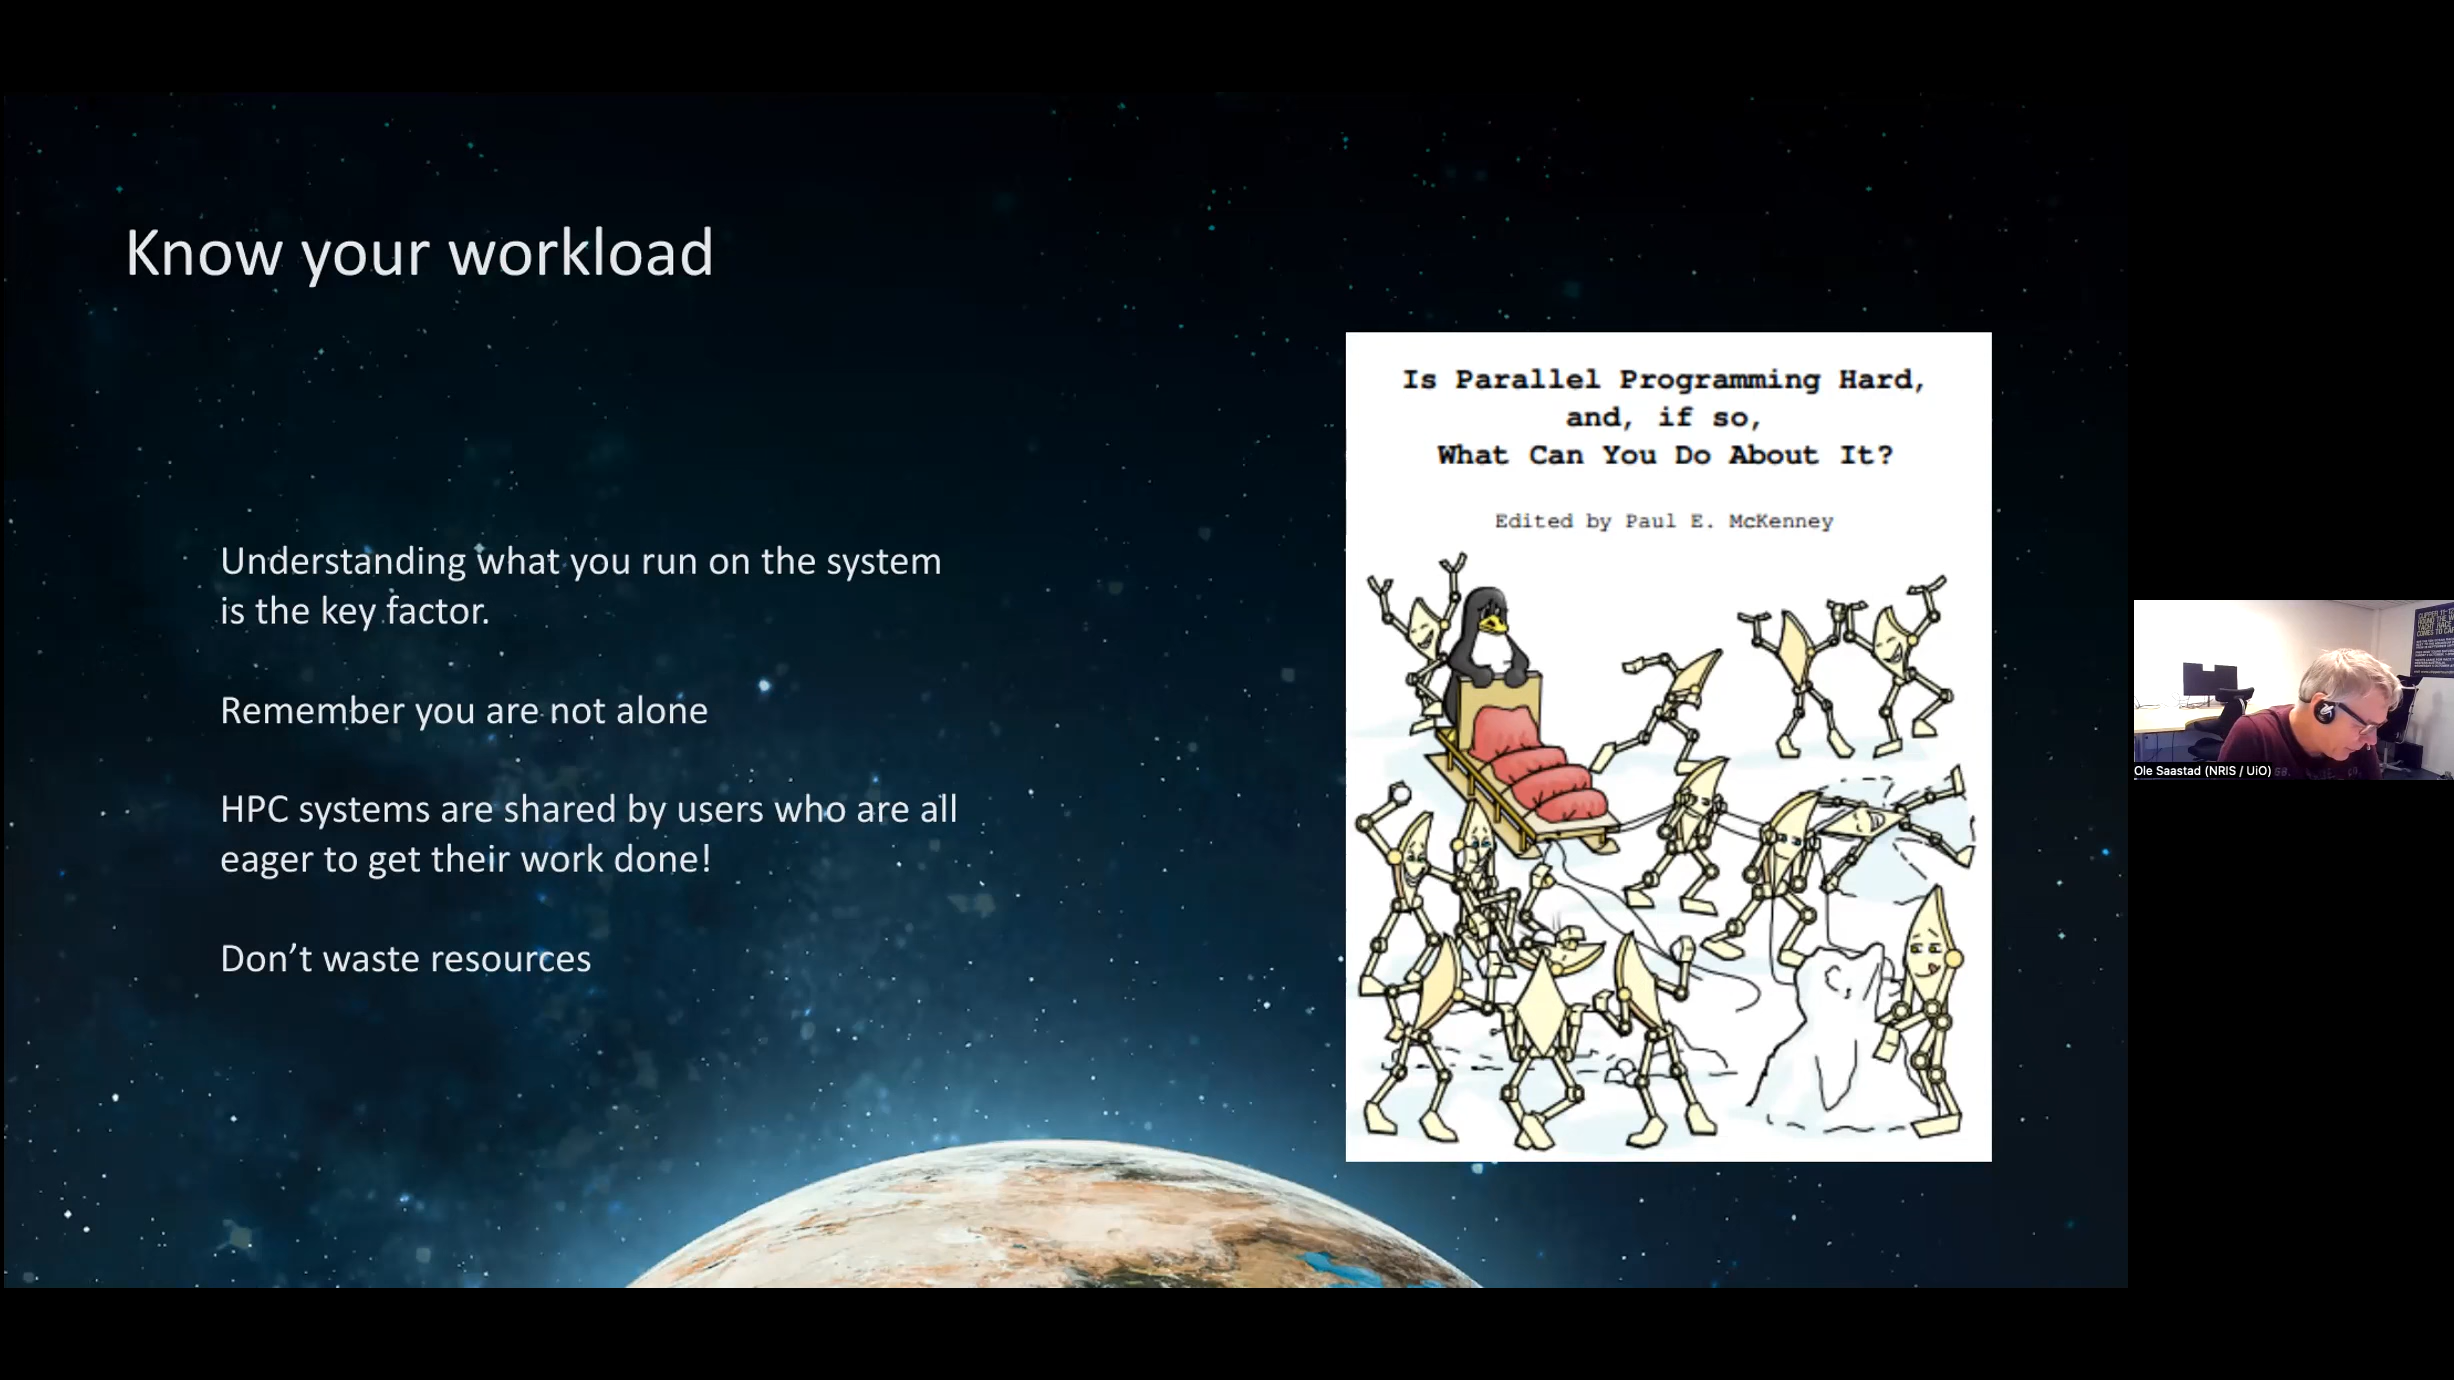 Know your workload
Understanding what you run on the system
is the key factor.
Remember you are not alone
HPC systems are shared by users who are all
eager to get their work done!
Don’t waste resources
Is Parallel Programming Hard,
and, if so,
What Can You Do About It?
Edited by Paul E. McKenney
Ole Saastad (NRIS / UiO)